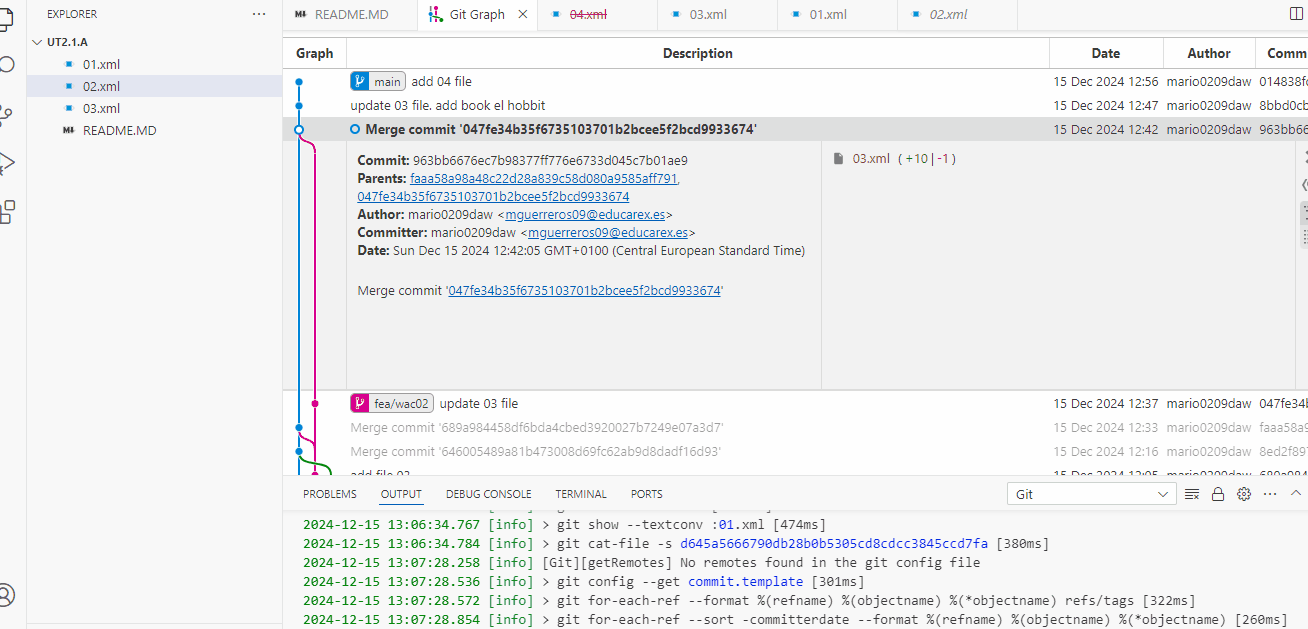 EXPLORER ...
UT2.1.A
01.xml
02.xml
03.xml
README.MD
README.MD Git Graph 04.xml 03.xml 01.xml 02.xml
Graph Description Date Author Comm
main add 04 file 15 Dec 2024 12:56 mario0209daw 014838f
update 03 file. add book el hobbit 15 Dec 2024 12:47 mario0209daw 8bbd0cb
Merge commit '047fe34b35f6735103701b2bcee5f2bcd9933674' 15 Dec 2024 12:42 mario0209daw 963bb66
Commit: 963bb6676ec7b98377ff776e6733d045c7b01ae9
Parents: faaa58a98a48c22d28a839c58d080a9585aff791,
047fe34b35f6735103701b2bcee5f2bcd9933674
Author: mario0209daw <mguerreros09@educarex.es>
Committer: mario0209daw <mguerreros09@educarex.es>
Date: Sun Dec 15 2024 12:42:05 GMT+0100 (Central European Standard Time)
Merge commit '047fe34b35f6735103701b2bcee5f2bcd9933674'
03.xml (+10|-1)
fea/wac02 update 03 file 15 Dec 2024 12:37 mario0209daw 047fe34
Merge commit '689a984458df6bda4cbed3920027b7249e07a3d7' 15 Dec 2024 12:33 mario0209daw faaa58a
Merge commit '646005489a81b473008d69fc62ab9d8dadf16d93' 15 Dec 2024 12:16 mario0209daw 8ed2f89
PROBLEMS OUTPUT DEBUG CONSOLE TERMINAL PORTS Git ...
2024-12-15 13:06:34.767 [info] > git show --textconv :01.xml [474ms]
2024-12-15 13:06:34.784 [info] > git cat-file -s d645a5666790db28b0b5305cd8cdcc3845ccd7fa [380ms]
2024-12-15 13:07:28.258 [info] [Git][getRemotes] No remotes found in the git config file
2024-12-15 13:07:28.536 [info] > git config --get commit.template [301ms]
2024-12-15 13:07:28.572 [info] > git for-each-ref --format %(refname) %(objectname) %(*objectname) refs/tags [322ms]
2024-12-15 13:07:28.854 [info] > git for-each-ref --sort -committerdate --format %(refname) %(objectname) %(*objectname) [260ms]